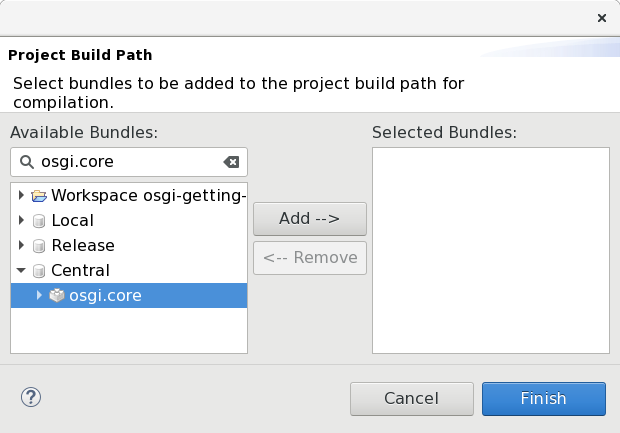 Project Build Path
Select bundles to be added to the project build path for
compilation.
Available Bundles:
osgi.core
Workspace osgi-getting-
Local
Release
Central
osgi.core
Add -->
<-- Remove
Selected Bundles:
?
Cancel
Finish